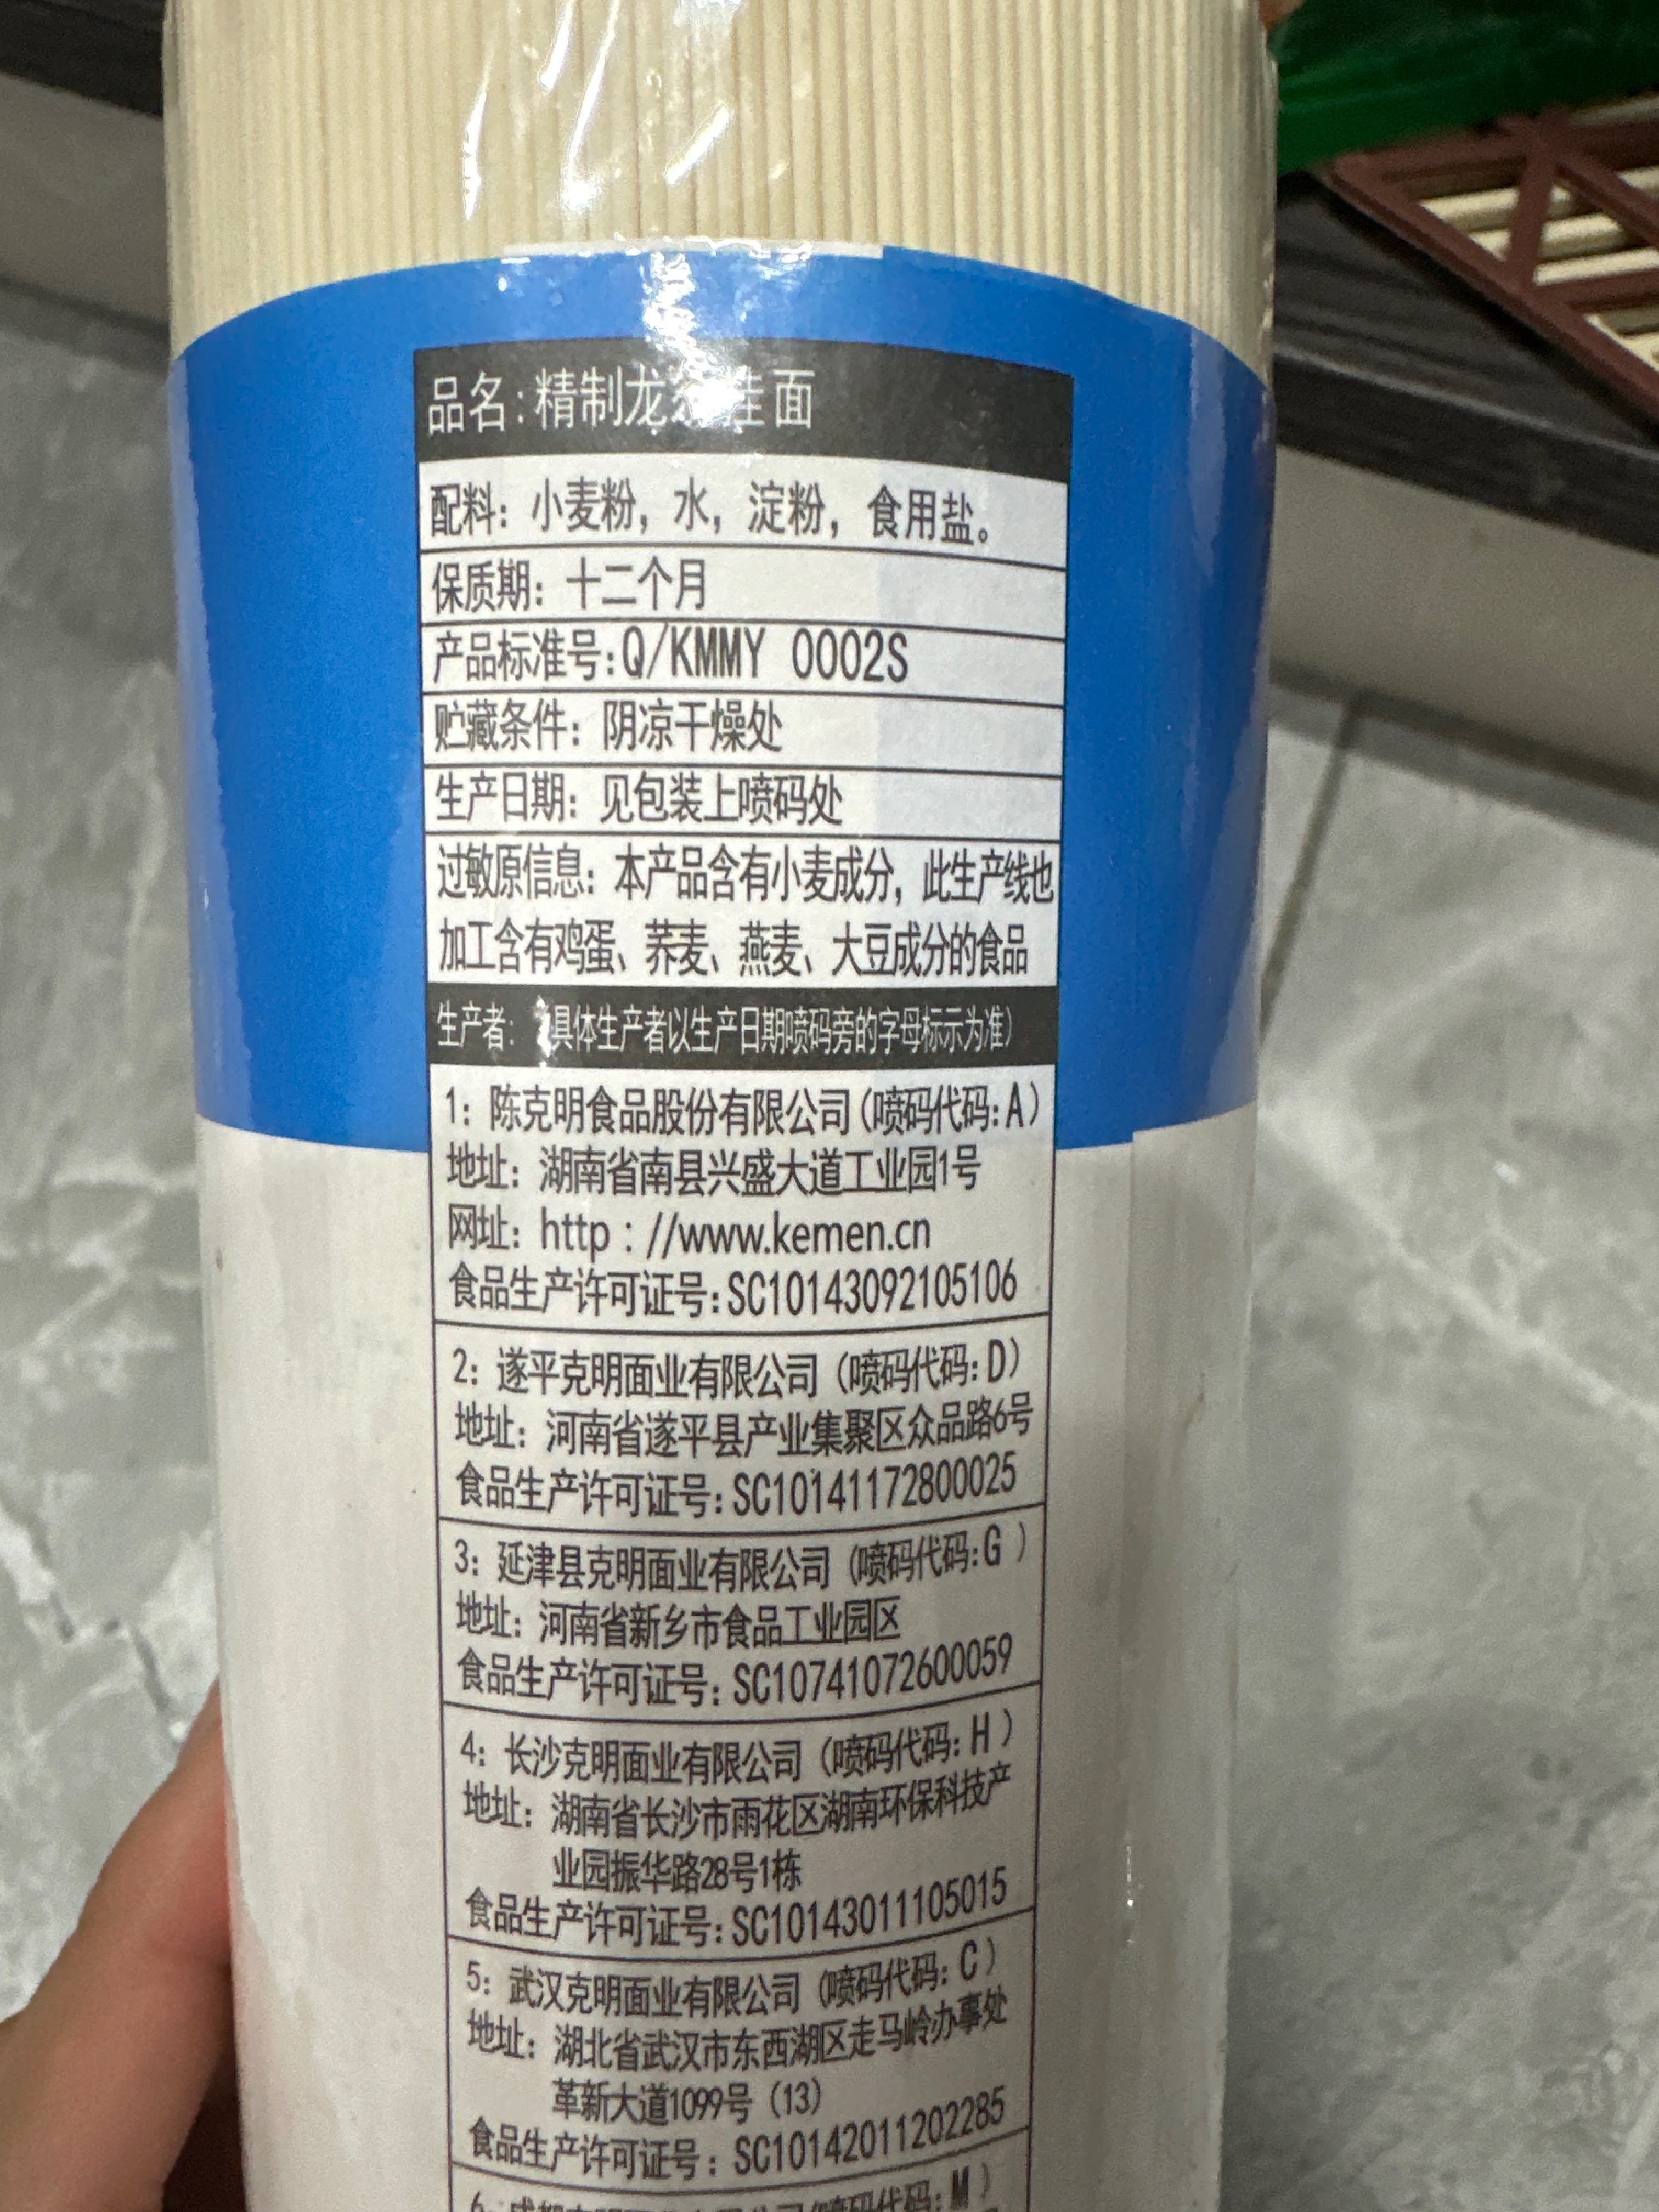 品名:精制龙须挂面
配料：小麦粉，水，淀粉，食用盐。
保质期：十二个月
产品标准号:Q/KMMY 0002S
贮藏条件：阴凉干燥处
生产日期：见包装上喷码处
过敏原信息：本产品含有小麦成分，此生产线也
加工含有鸡蛋、荞麦、燕麦、大豆成分的食品
生产者：（具体生产者以生产日期喷码旁的字母标示为准）
1：陈克明食品股份有限公司（喷码代码:A）
地址：湖南省南县兴盛大道工业园1号
网址：http：//www.kemen.cn
食品生产许可证号:SC10143092105106
2：遂平克明面业有限公司（喷码代码:D）
地址：河南省遂平县产业集聚区众品路6号
食品生产许可证号:SC10141172800025
3：延津县克明面业有限公司（喷码代码:G）
地址：河南省新乡市食品工业园区
食品生产许可证号：SC10741072600059
4：长沙克明面业有限公司（喷码代码:H）
地址：湖南省长沙市雨花区湖南环保科技产
业园振华路28号1栋
食品生产许可证号:SC10143011105015
5：武汉克明面业有限公司（喷码代码：C）
地址：湖北省武汉市东西湖区走马岭办事处
革新大道1099号（13）
食品生产许可证号：SC10142011202285
6：成都克明面业有限公司（喷码代码:M）